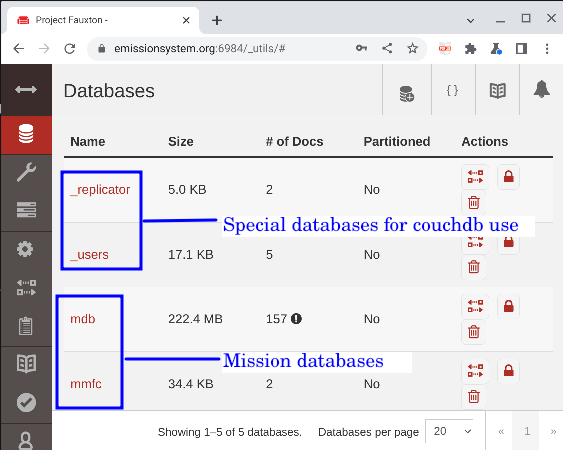 Project Fauxton -
emissionsystem.org:6984/_utils/#
Databases
{ }
Name Size # of Docs Partitioned Actions
_replicator 5.0 KB 2 No
Special databases for couchdb use
_users 17.1 KB 5 No
mdb 222.4 MB 157 No
Mission databases
mmfc 34.4 KB 2 No
Showing 1–5 of 5 databases. Databases per page 20 « 1 »